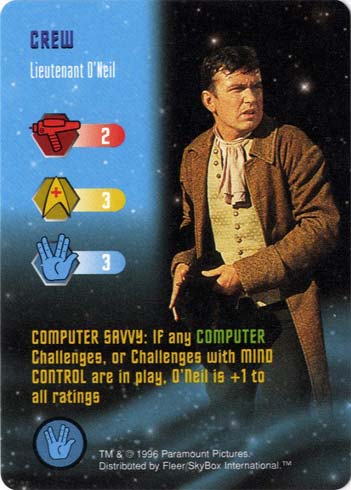 CREW
Lieutenant O'Neil
2
3
3
COMPUTER SAVVY: If any COMPUTER
Challenges, or Challenges with MIND
CONTROL are in play, O'Neil is +1 to
all ratings
TM & © 1996 Paramount Pictures.
Distributed by Fleer/SkyBox International.™